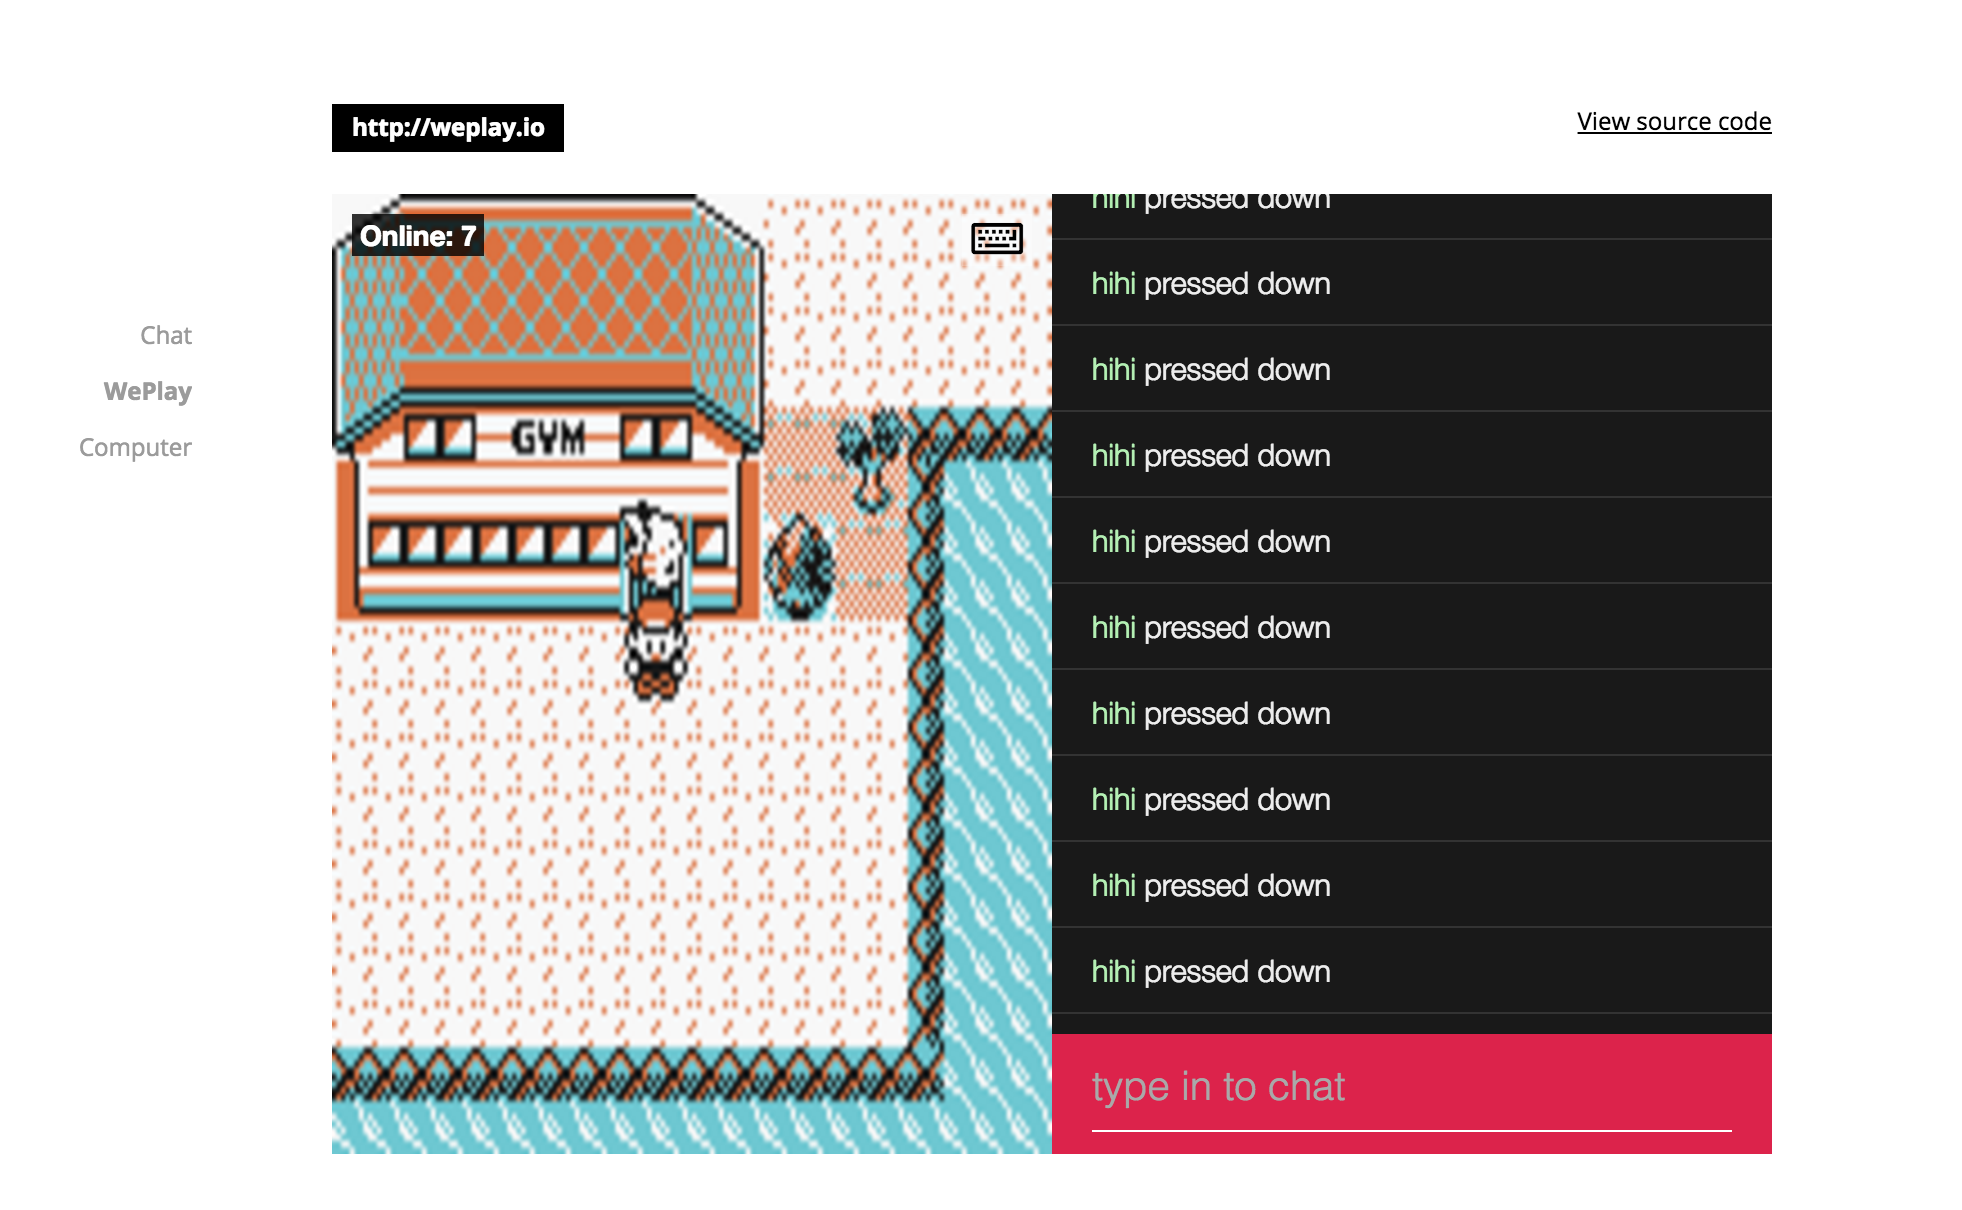 http://weplay.io
View source code
Chat
WePlay
Computer
Online: 7
GYM
hihi pressed down
hihi pressed down
hihi pressed down
hihi pressed down
hihi pressed down
hihi pressed down
hihi pressed down
hihi pressed down
hihi pressed down
hihi pressed down
type in to chat